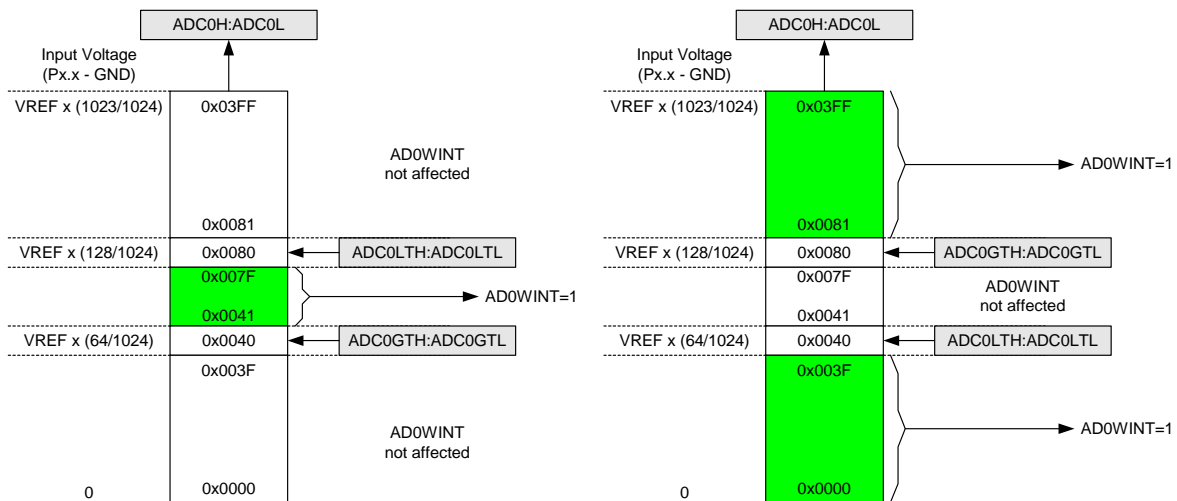 ADC0H:ADC0L
Input Voltage
(Px.x - GND)
VREF x (1023/1024)
0x03FF
AD0WINT
not affected
0x0081
VREF x (128/1024)
0x0080
ADC0LTH:ADC0LTL
0x007F
AD0WINT=1
0x0041
VREF x (64/1024)
0x0040
ADC0GTH:ADC0GTL
0x003F
AD0WINT
not affected
0
0x0000
ADC0H:ADC0L
Input Voltage
(Px.x - GND)
VREF x (1023/1024)
0x03FF
AD0WINT=1
0x0081
VREF x (128/1024)
0x0080
ADC0GTH:ADC0GTL
0x007F
AD0WINT
not affected
0x0041
VREF x (64/1024)
0x0040
ADC0LTH:ADC0LTL
0x003F
AD0WINT=1
0
0x0000